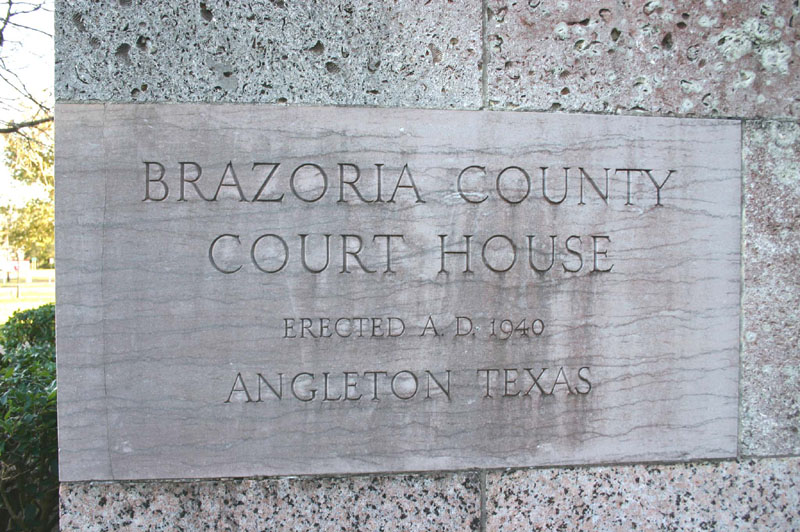 BRAZORIA COUNTY
COURT HOUSE
ERECTED A. D. 1940
ANGLETON TEXAS